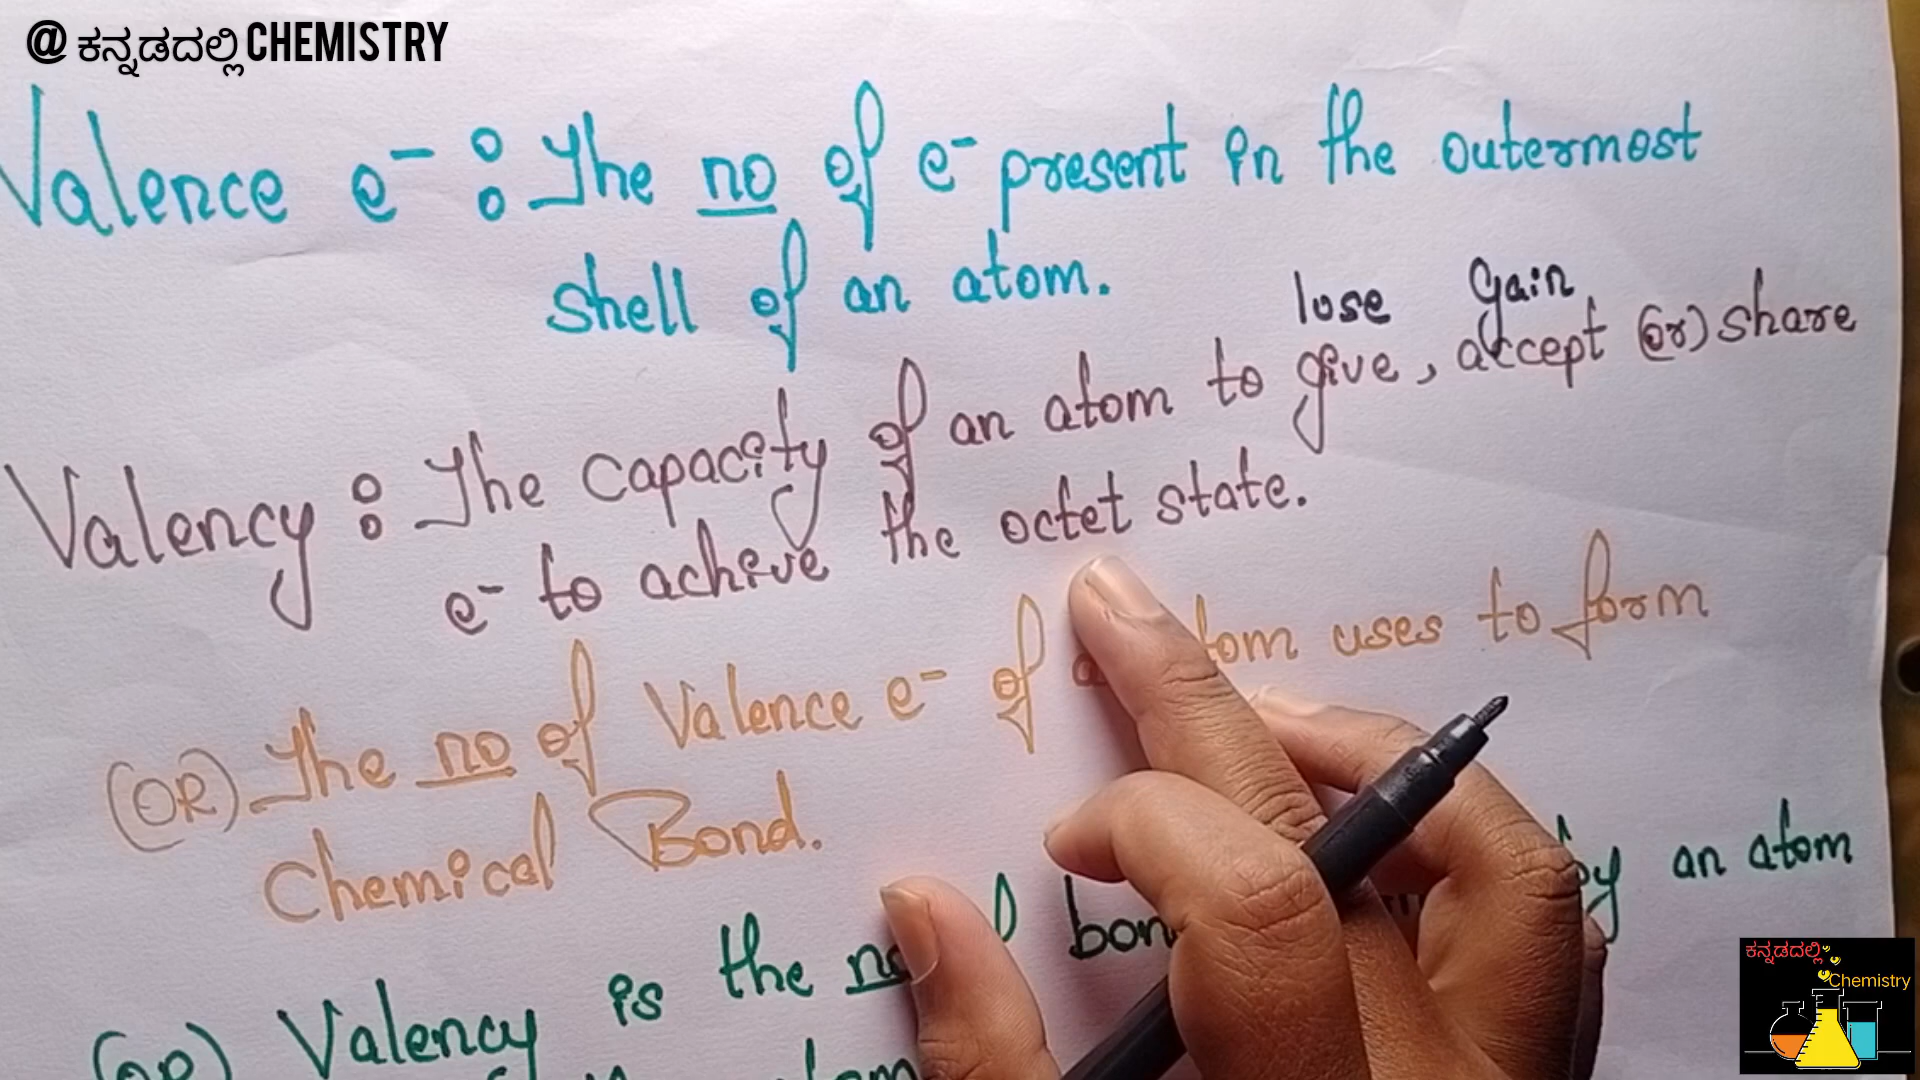 @ ಕನ್ನಡದಲ್ಲಿ CHEMISTRY
Valence e⁻ : The no of e⁻ present in the outermost
shell of an atom.
lose gain
Valency : The capacity of an atom to give, accept (or) share
e⁻ to achive the octet state.
(OR) The no of Valence e⁻ of atom uses to form
Chemical Bond.
(OR) Valency is the no bon by an atom
ಕನ್ನಡದಲ್ಲಿ
Chemistry